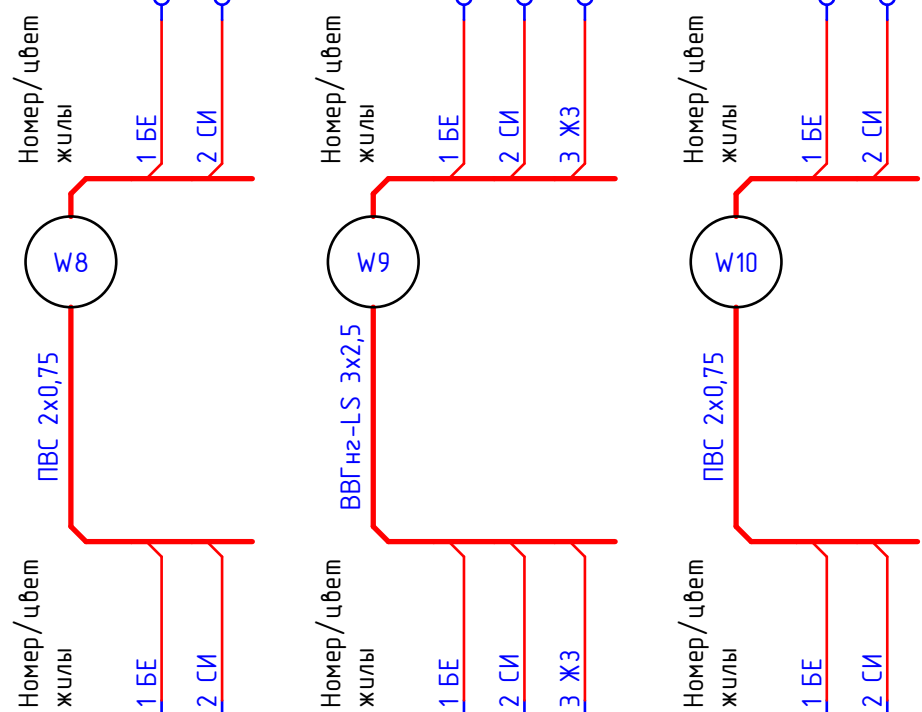 Номер/цвет
жилы
1 БЕ
2 СИ
W8
ПВС 2х0,75
Номер/цвет
жилы
1 БЕ
2 СИ
Номер/цвет
жилы
1 БЕ
2 СИ
3 ЖЗ
W9
ВВГнг-LS 3х2,5
Номер/цвет
жилы
1 БЕ
2 СИ
3 ЖЗ
Номер/цвет
жилы
1 БЕ
2 СИ
W10
ПВС 2х0,75
Номер/цвет
жилы
1 БЕ
2 СИ